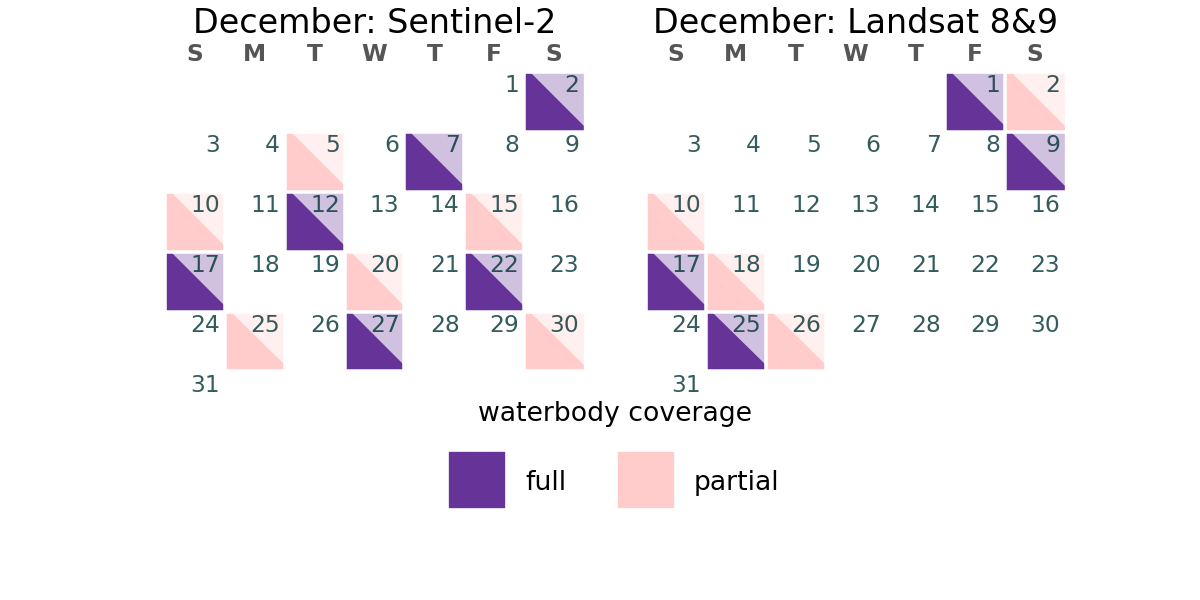 December: Sentinel-2
S M T W T F S
1 2
3 4 5 6 7 8 9
10 11 12 13 14 15 16
17 18 19 20 21 22 23
24 25 26 27 28 29 30
31
December: Landsat 8&9
S M T W T F S
1 2
3 4 5 6 7 8 9
10 11 12 13 14 15 16
17 18 19 20 21 22 23
24 25 26 27 28 29 30
31
waterbody coverage
full partial